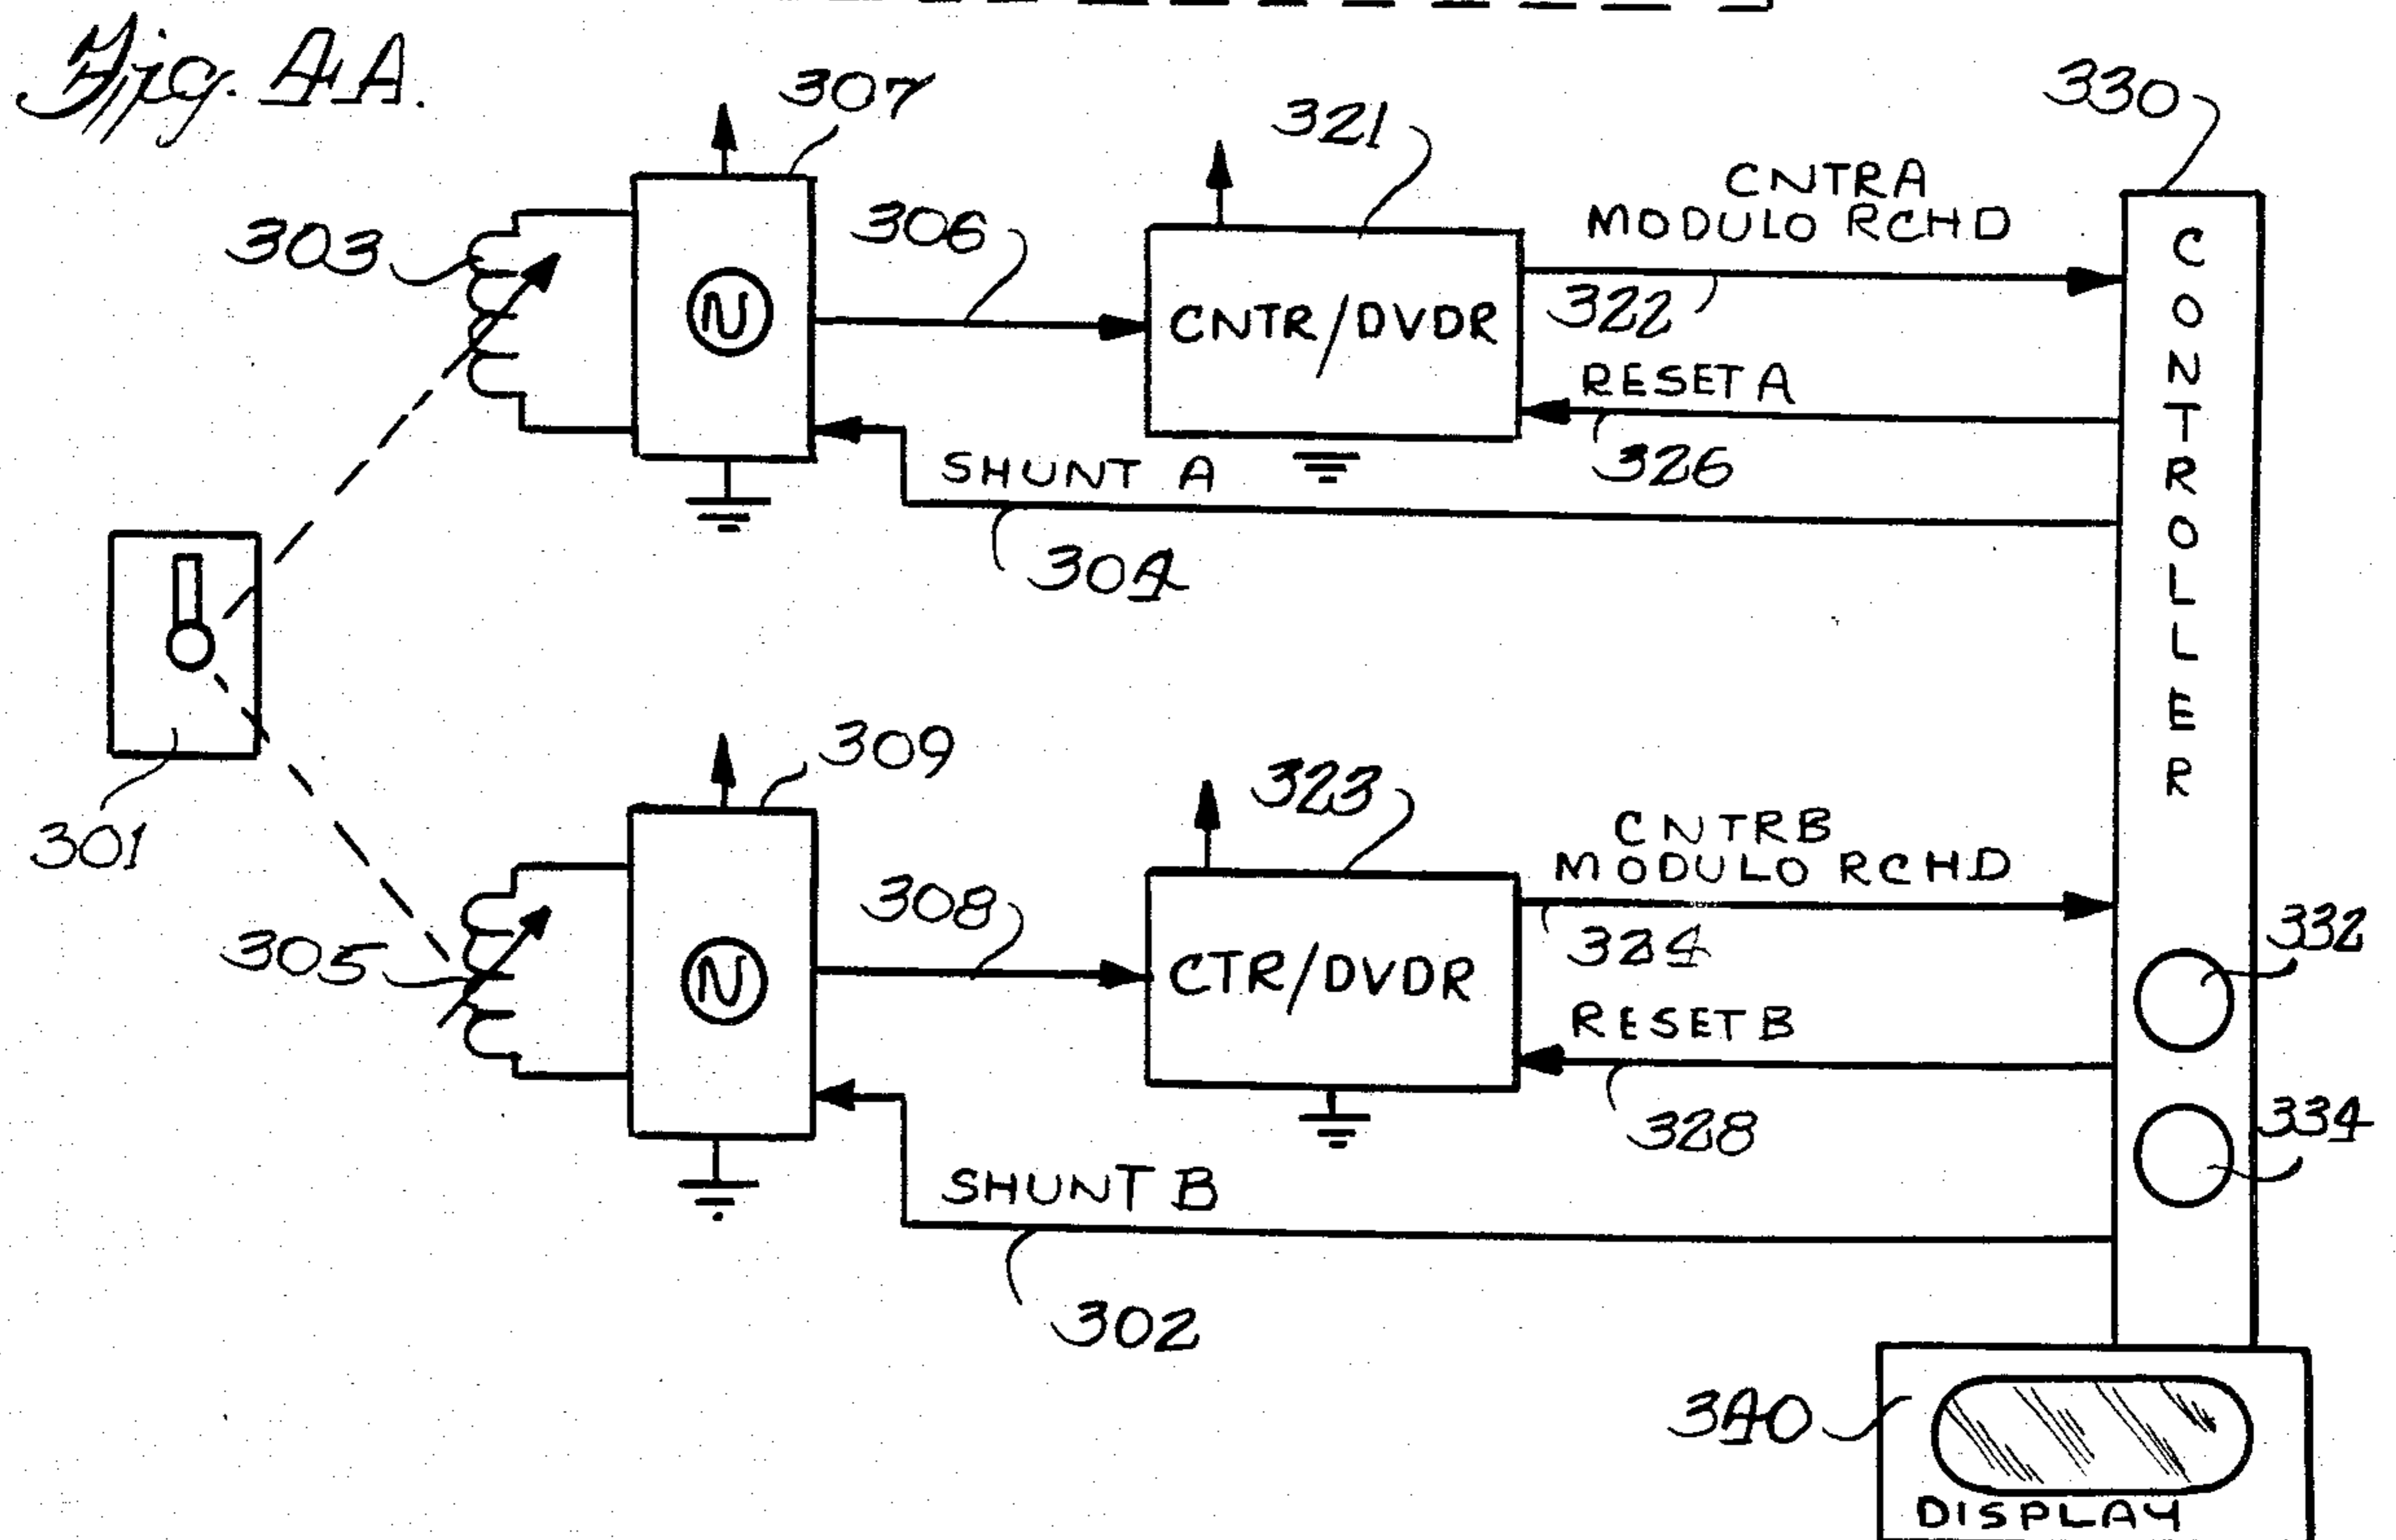 Fig. 4A.
307
321
330
CNTRA
MODULO RCHD
303
306
322
CNTR/DVDR
RESET A
326
SHUNT A
304
CONTROLLER
301
309
323
CNTRB
MODULO RCHD
305
308
324
332
CTR/DVDR
RESET B
328
334
SHUNT B
302
340
DISPLAY